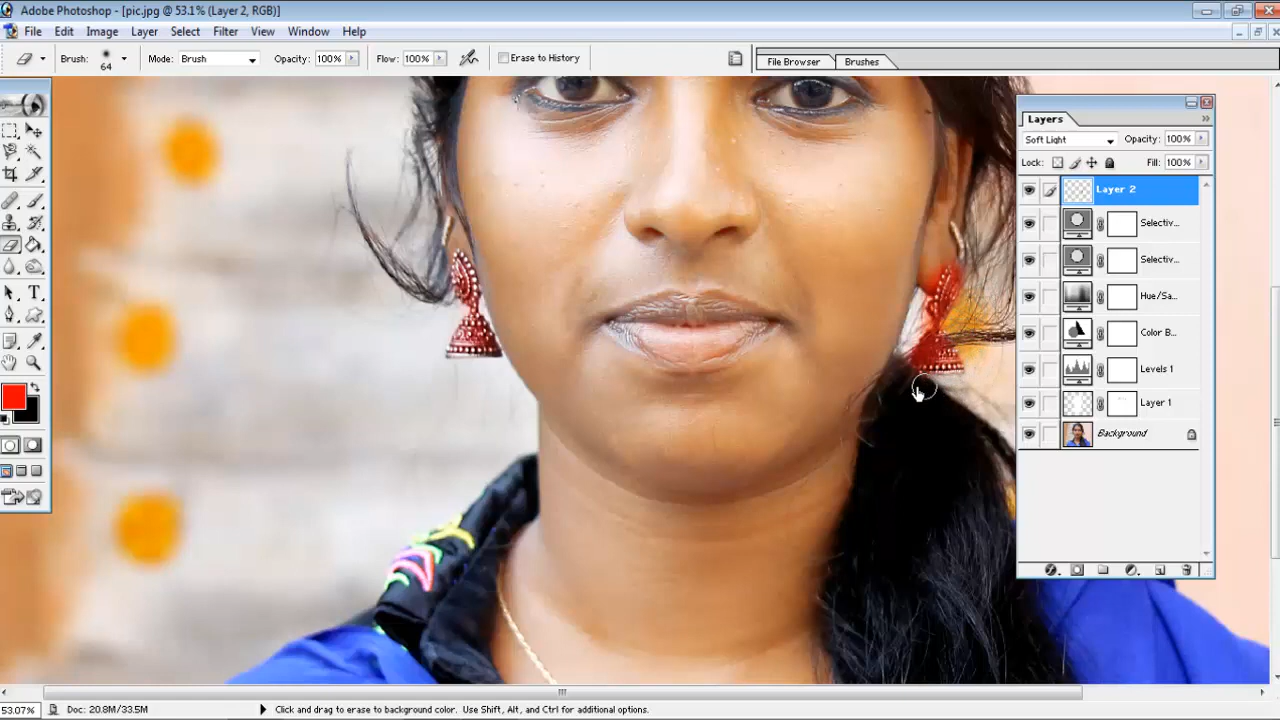 Adobe Photoshop - [pic.jpg @ 53.1% (Layer 2, RGB)]
File Edit Image Layer Select Filter View Window Help
Brush: 64 Mode: Brush Opacity: 100% Flow: 100% Erase to History File Browser Brushes
Layers
Soft Light Opacity: 100%
Lock: Fill: 100%
Layer 2
Selectiv...
Selectiv...
Hue/Sa...
Color B...
Levels 1
Layer 1
Background
53.07% Doc: 20.8M/33.5M Click and drag to erase to background color. Use Shift, Alt, and Ctrl for additional options.